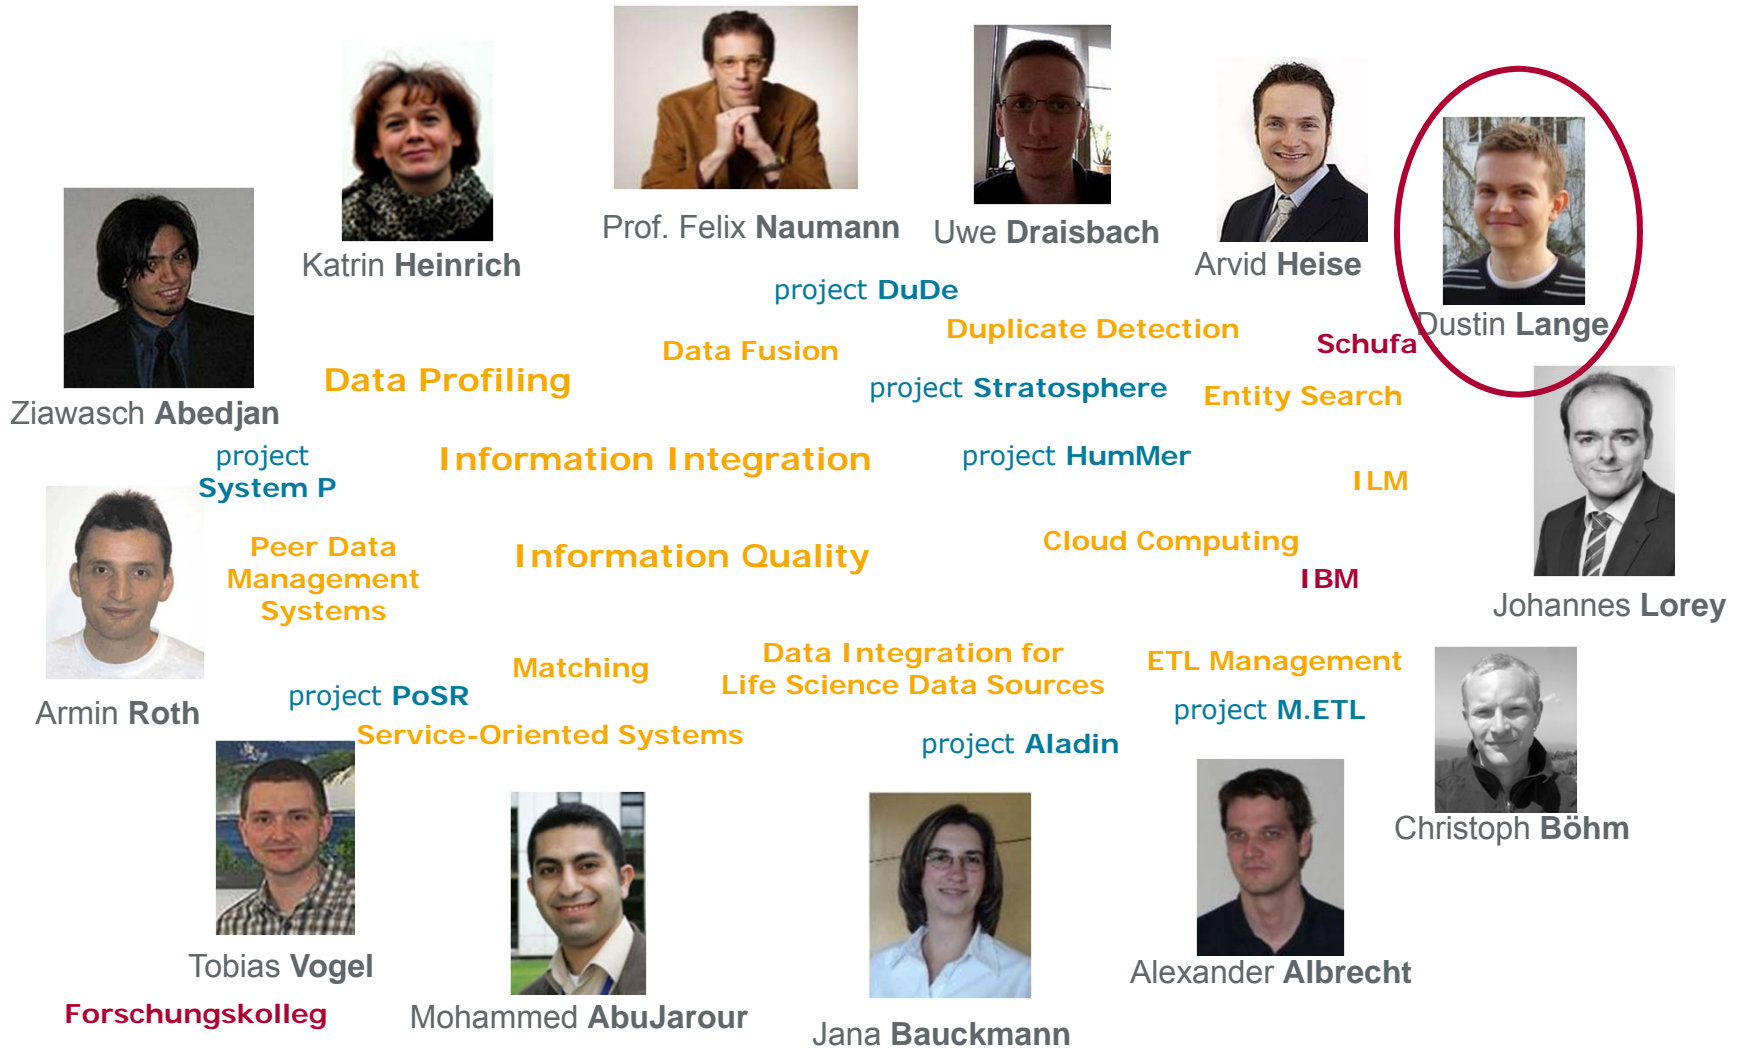 Prof. Felix Naumann
Uwe Draisbach
Katrin Heinrich
Arvid Heise
project DuDe
Dustin Lange
Duplicate Detection
Schufa
Data Fusion
Data Profiling
project Stratosphere
Entity Search
Ziawasch Abedjan
project
System P
Information Integration
project HumMer
ILM
Peer Data
Management
Systems
Information Quality
Cloud Computing
IBM
Johannes Lorey
Matching
Data Integration for
Life Science Data Sources
ETL Management
project PoSR
Armin Roth
project M.ETL
Service-Oriented Systems
project Aladin
Christoph Böhm
Tobias Vogel
Alexander Albrecht
Forschungskolleg
Mohammed AbuJarour
Jana Bauckmann